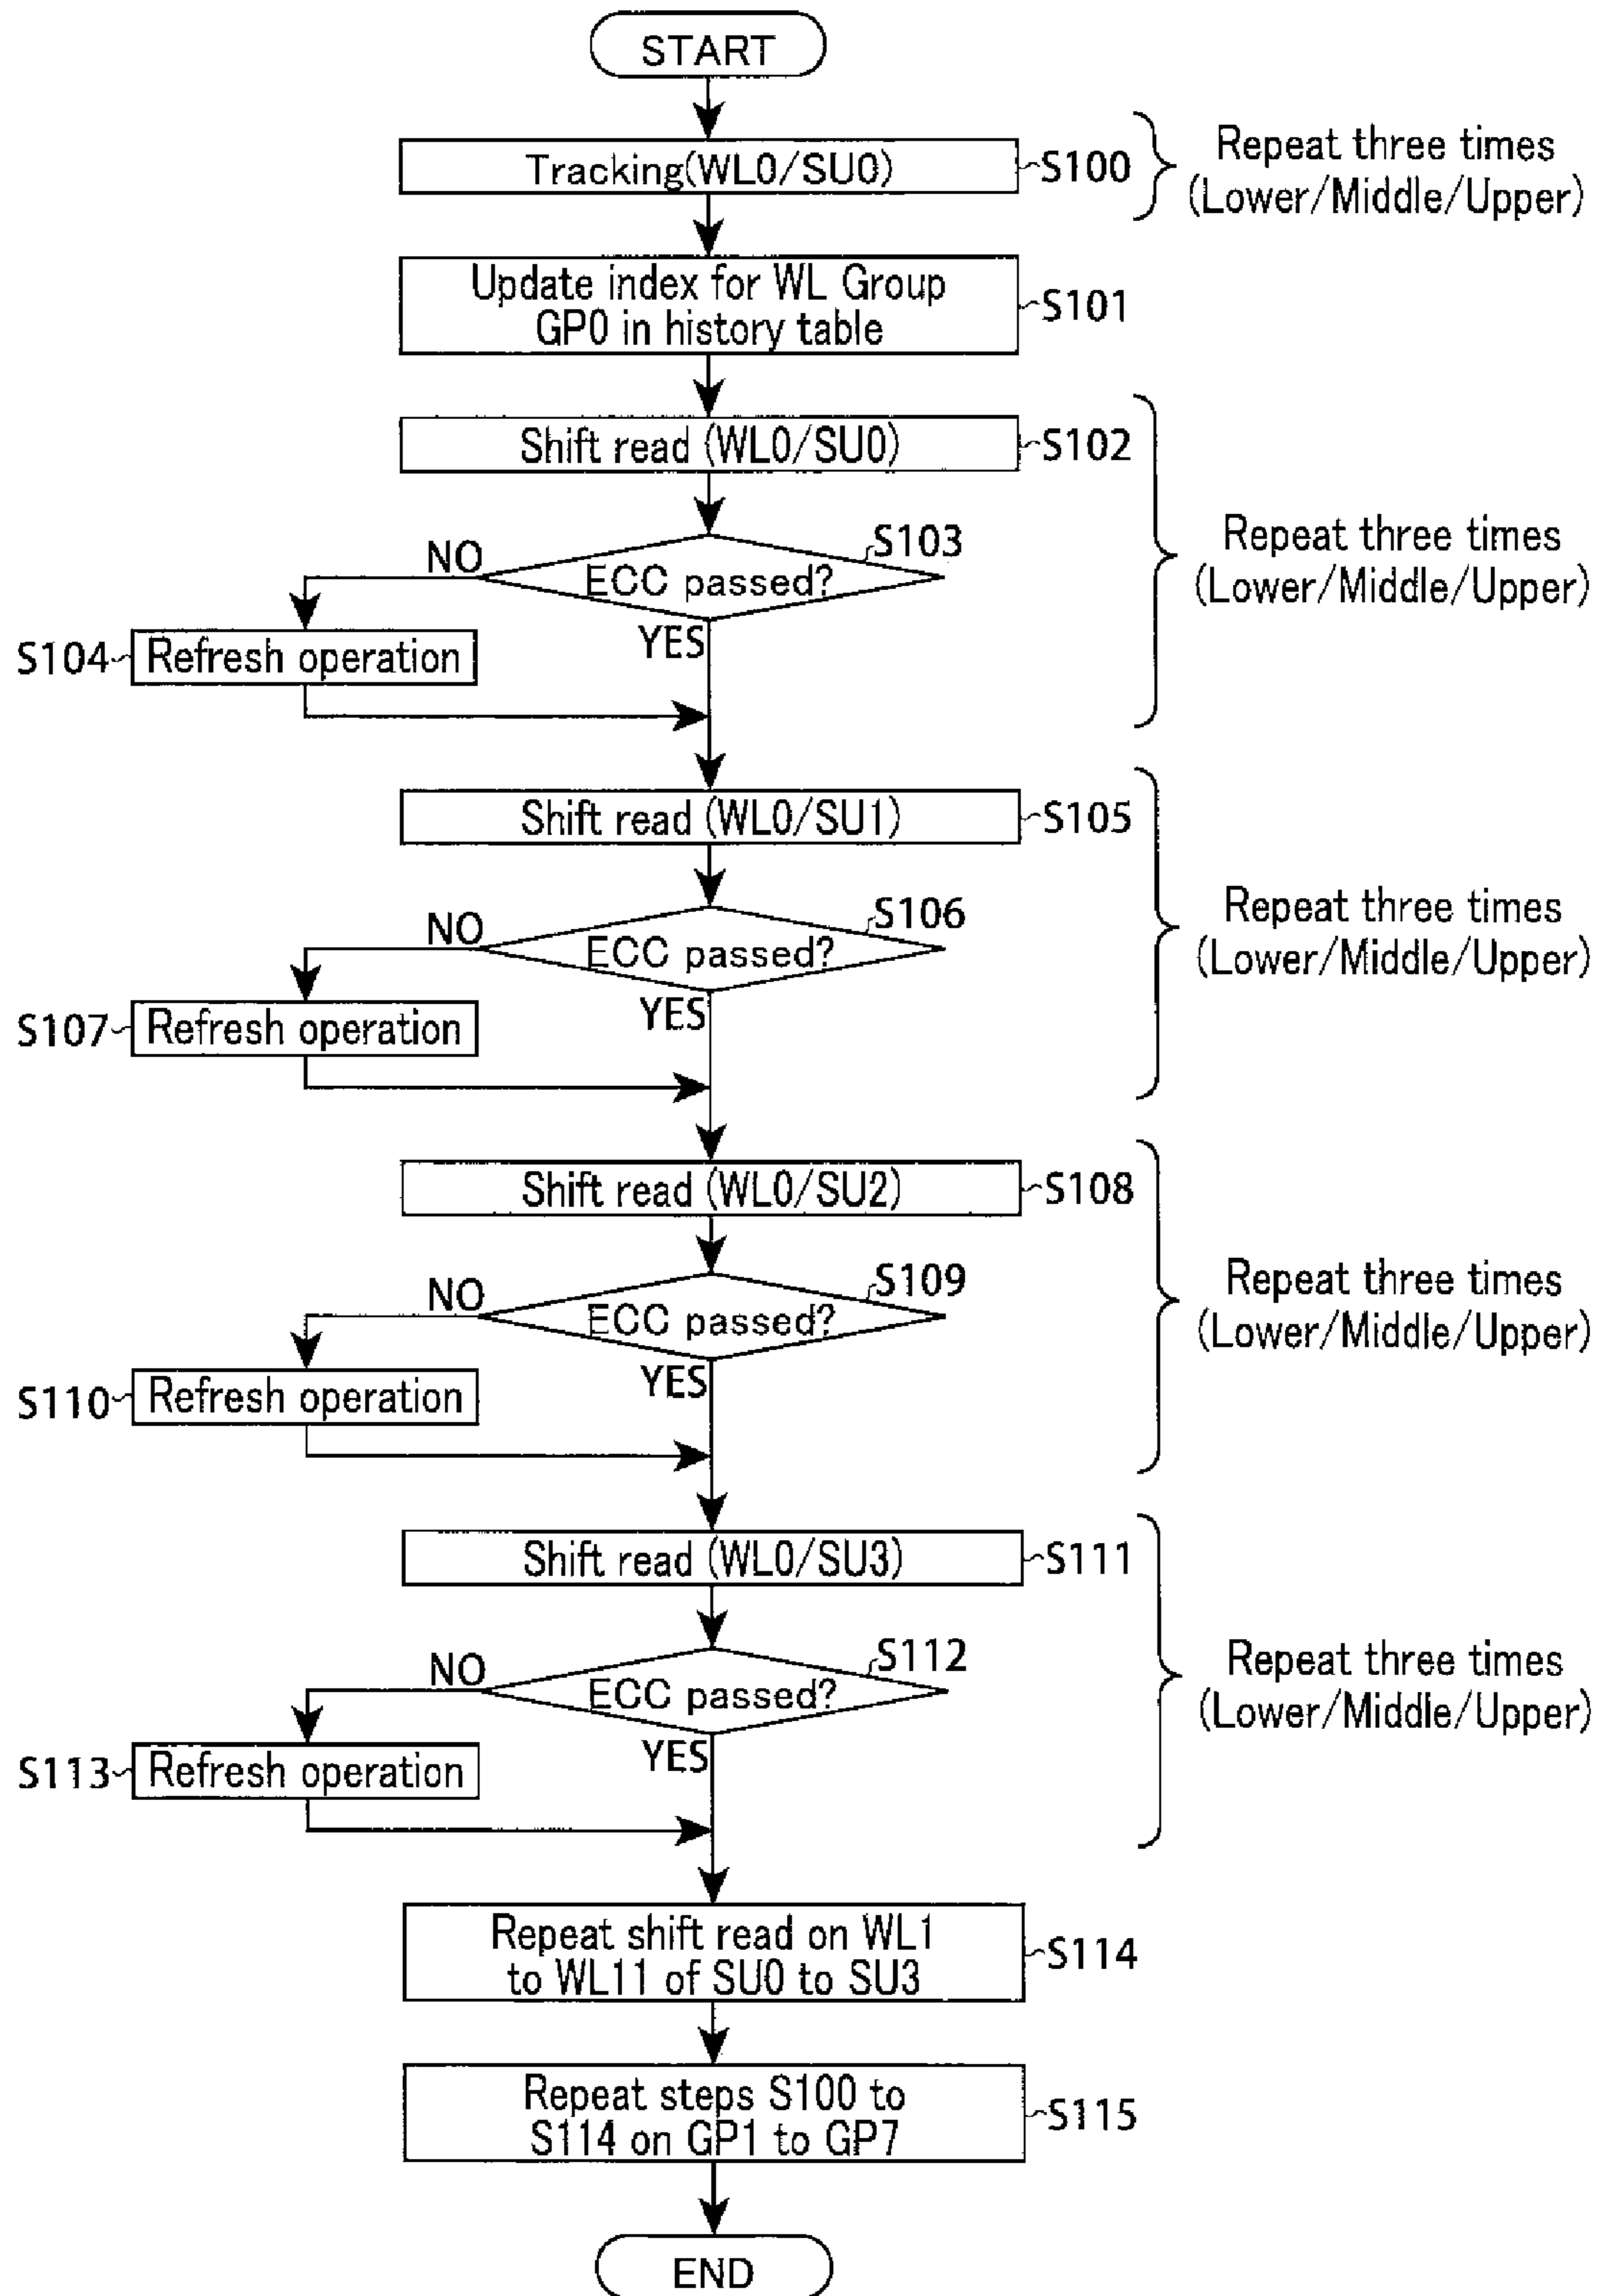 START
Tracking(WL0/SU0)
S100
Repeat three times
(Lower/Middle/Upper)
Update index for WL Group
GP0 in history table
S101
Shift read (WL0/SU0)
S102
S103
NO
ECC passed?
Repeat three times
(Lower/Middle/Upper)
YES
S104
Refresh operation
Shift read (WL0/SU1)
S105
S106
NO
ECC passed?
Repeat three times
(Lower/Middle/Upper)
YES
S107
Refresh operation
Shift read (WL0/SU2)
S108
S109
NO
ECC passed?
Repeat three times
(Lower/Middle/Upper)
YES
S110
Refresh operation
Shift read (WL0/SU3)
S111
S112
NO
ECC passed?
Repeat three times
(Lower/Middle/Upper)
YES
S113
Refresh operation
Repeat shift read on WL1
to WL11 of SU0 to SU3
S114
Repeat steps S100 to
S114 on GP1 to GP7
S115
END